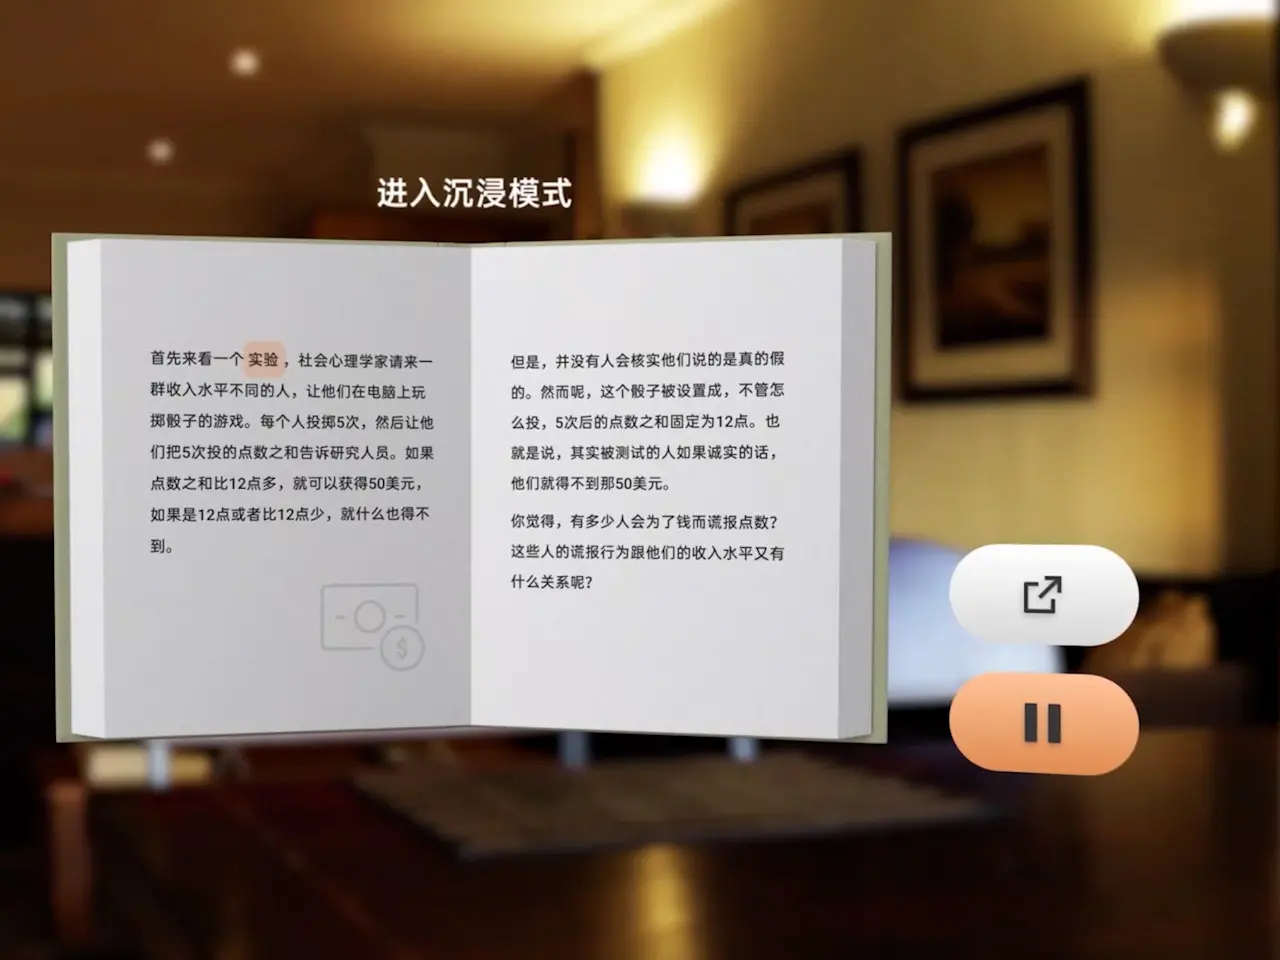 进入沉浸模式
首先来看一个 实验，社会心理学家请来一
群收入水平不同的人，让他们在电脑上玩
掷骰子的游戏。每个人投掷5次，然后让他
们把5次投的点数之和告诉研究人员。如果
点数之和比12点多，就可以获得50美元，
如果是12点或者比12点少，就什么也得不
到。
$
但是，并没有人会核实他们说的是真的假
的。然而呢，这个骰子被设置成，不管怎
么投，5次后的点数之和固定为12点。也
就是说，其实被测试的人如果诚实的话，
他们就得不到那50美元。
你觉得，有多少人会为了钱而谎报点数？
这些人的谎报行为跟他们的收入水平又有
什么关系呢？